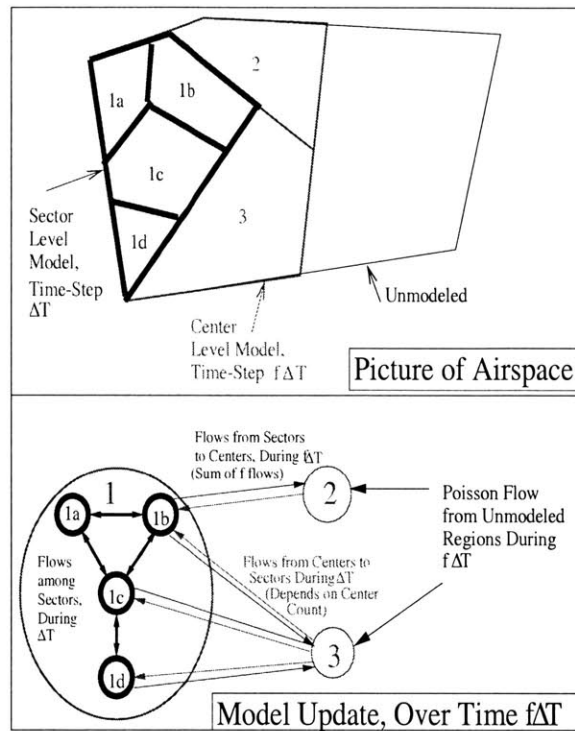 2
1a
1b
1c
1d
3
Sector
Level
Model,
Time-Step
ΔT
Unmodeled
Center
Level Model,
Time-Step fΔT
Picture of Airspace
Flows from Sectors
to Centers, During fΔT
(Sum of f flows)
1
2
1a
1b
Poisson Flow
from Unmodeled
Regions During
fΔT
Flows
among
Sectors,
During
ΔT
Flows from Centers to
Sectors During ΔT
(Depends on Center
Count)
1c
3
1d
Model Update, Over Time fΔT